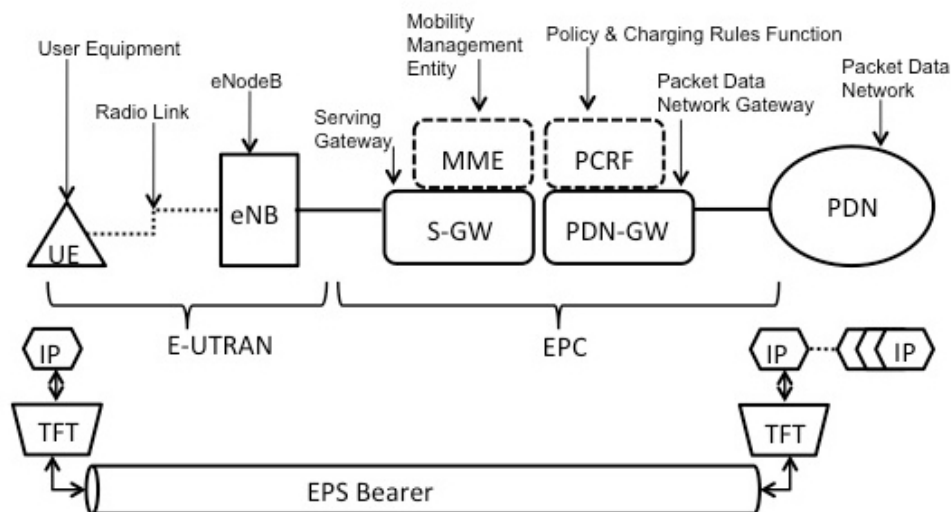 User Equipment
Radio Link
eNodeB
Serving
Gateway
Mobility
Management
Entity
Policy & Charging Rules Function
Packet Data
Network Gateway
Packet Data
Network
UE
eNB
MME
PCRF
S-GW
PDN-GW
PDN
E-UTRAN
EPC
IP
IP
IP
TFT
TFT
EPS Bearer